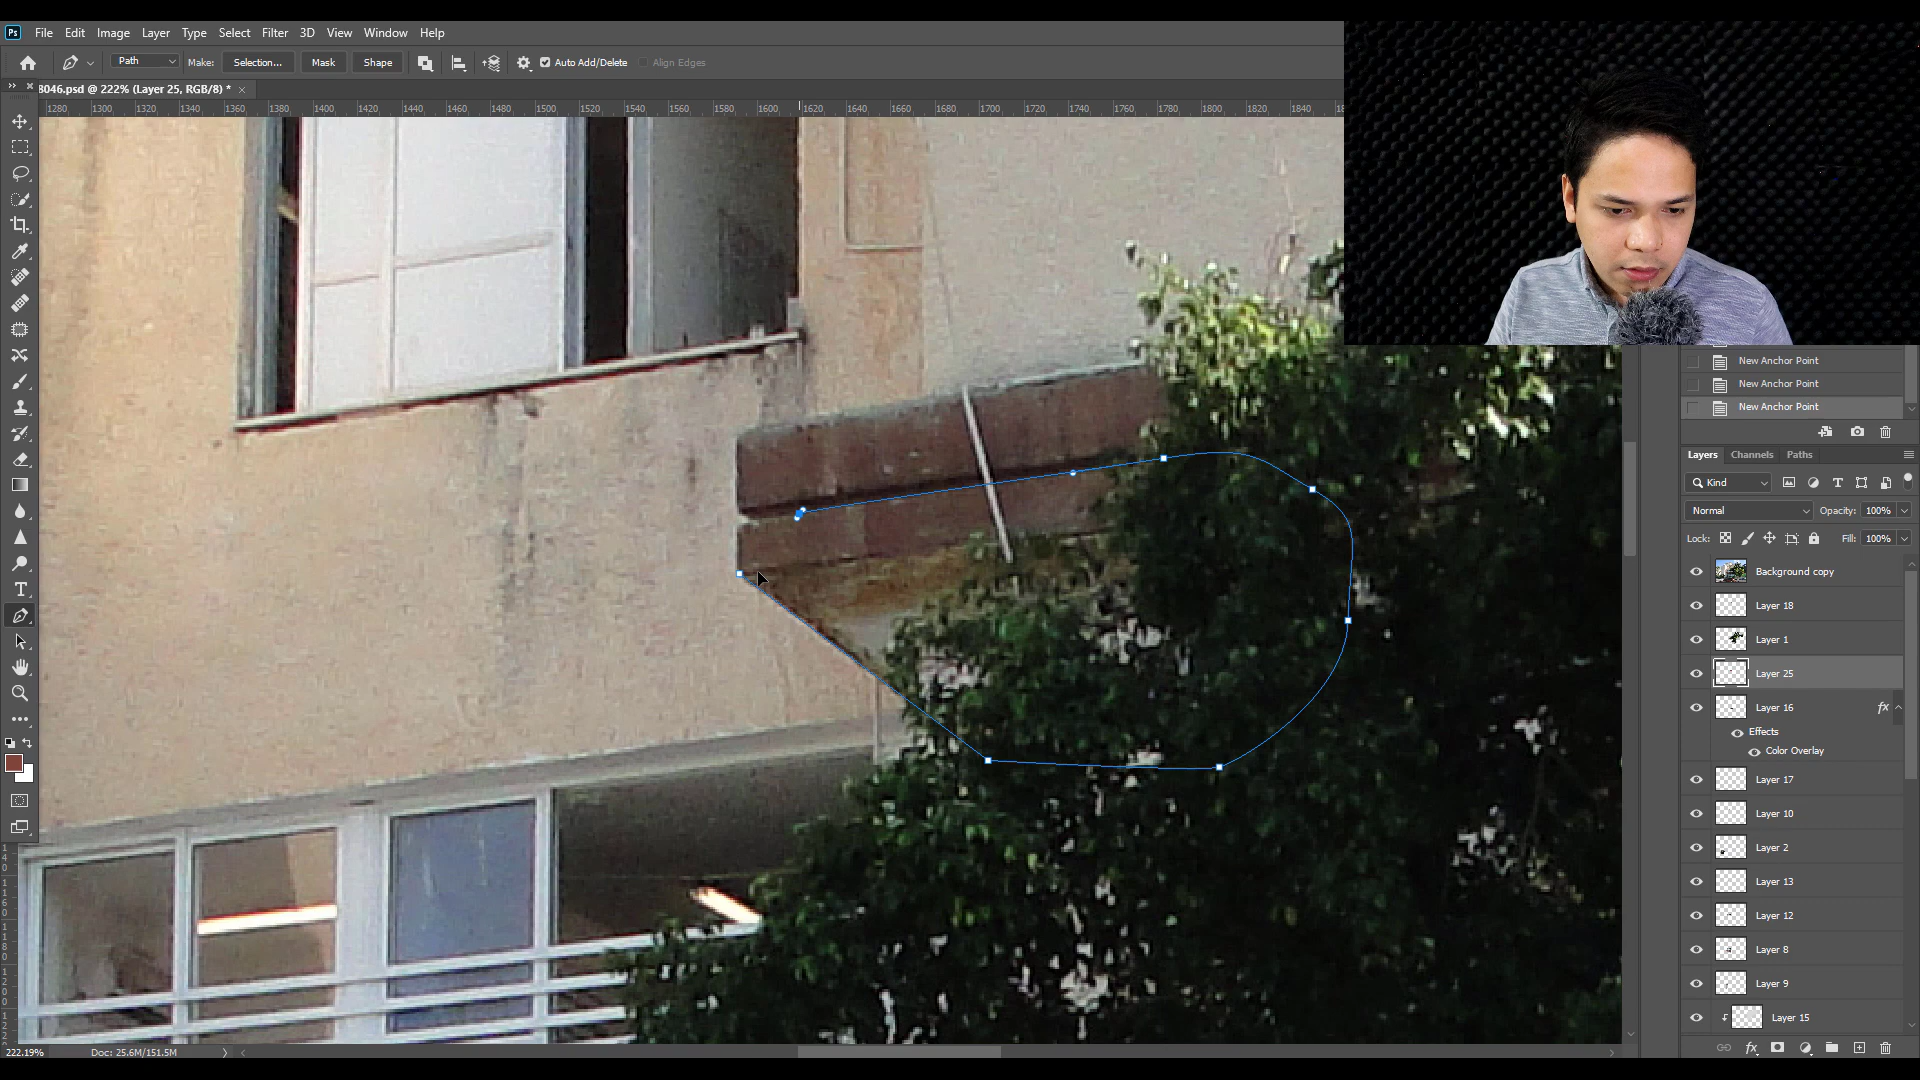 Ps File Edit Image Layer Type Select Filter 3D View Window Help
Path Make: Selection... Mask Shape Auto Add/Delete Align Edges
8046.psd @ 222% (Layer 25, RGB/8) *
1280 1300 1320 1340 1360 1380 1400 1420 1440 1460 1480 1500 1520 1540 1560 1580 1600 1620 1640 1660 1680 1700 1720 1740 1760 1780 1800 1820 1840
New Anchor Point
New Anchor Point
New Anchor Point
Layers Channels Paths
Kind
Normal Opacity: 100%
Lock: Fill: 100%
Background copy
Layer 18
Layer 1
Layer 25
Layer 16 fx
Effects
Color Overlay
Layer 17
Layer 10
Layer 2
Layer 13
Layer 12
Layer 8
Layer 9
Layer 15
222.19% Doc: 25.6M/151.5M